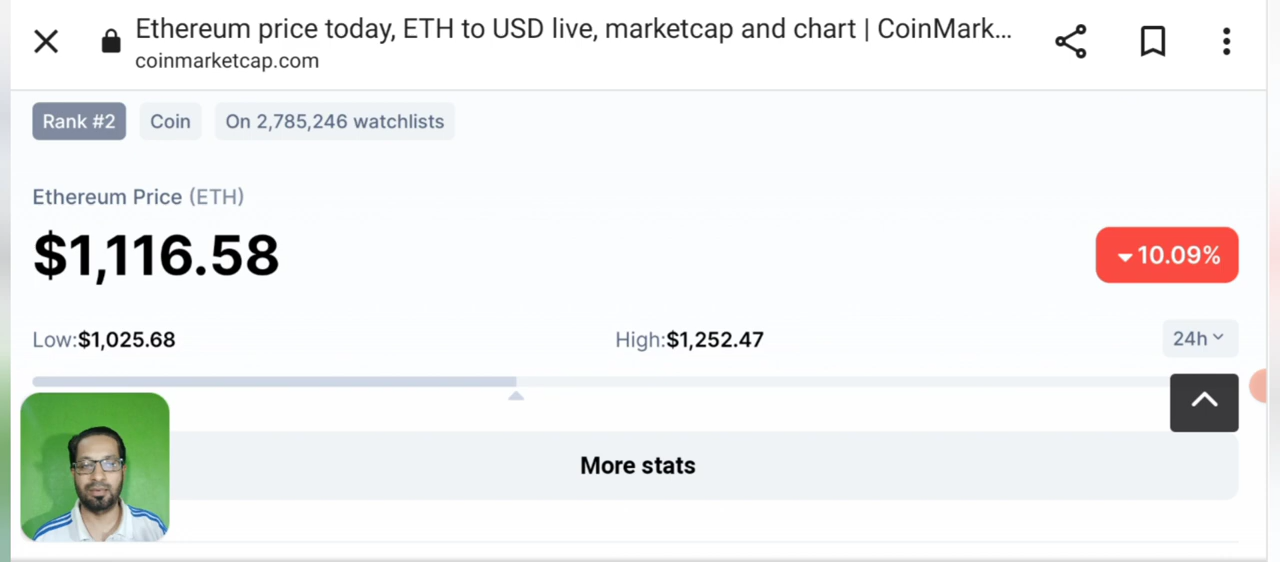 Ethereum price today, ETH to USD live, marketcap and chart | CoinMark...
coinmarketcap.com
Rank #2 Coin On 2,785,246 watchlists
Ethereum Price (ETH)
$1,116.58 10.09%
Low:$1,025.68 High:$1,252.47 24h
More stats